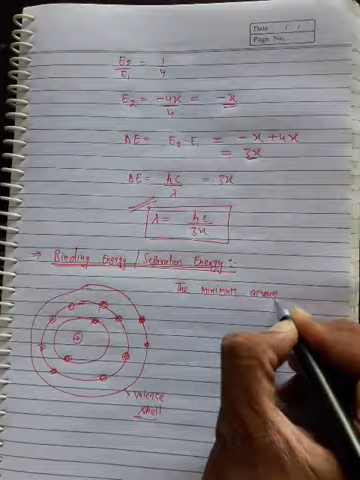 Date / /
Page No.
E₂/E₁ = 1/4
E₂ = -4x/4 = -x
ΔE = E₂ - E₁ = -x + 4x
= 3x
ΔE = hc/λ = 3x
λ = hc/3x
→ Binding Energy / Separation Energy :-
The minimum amoun
+
valence
shell